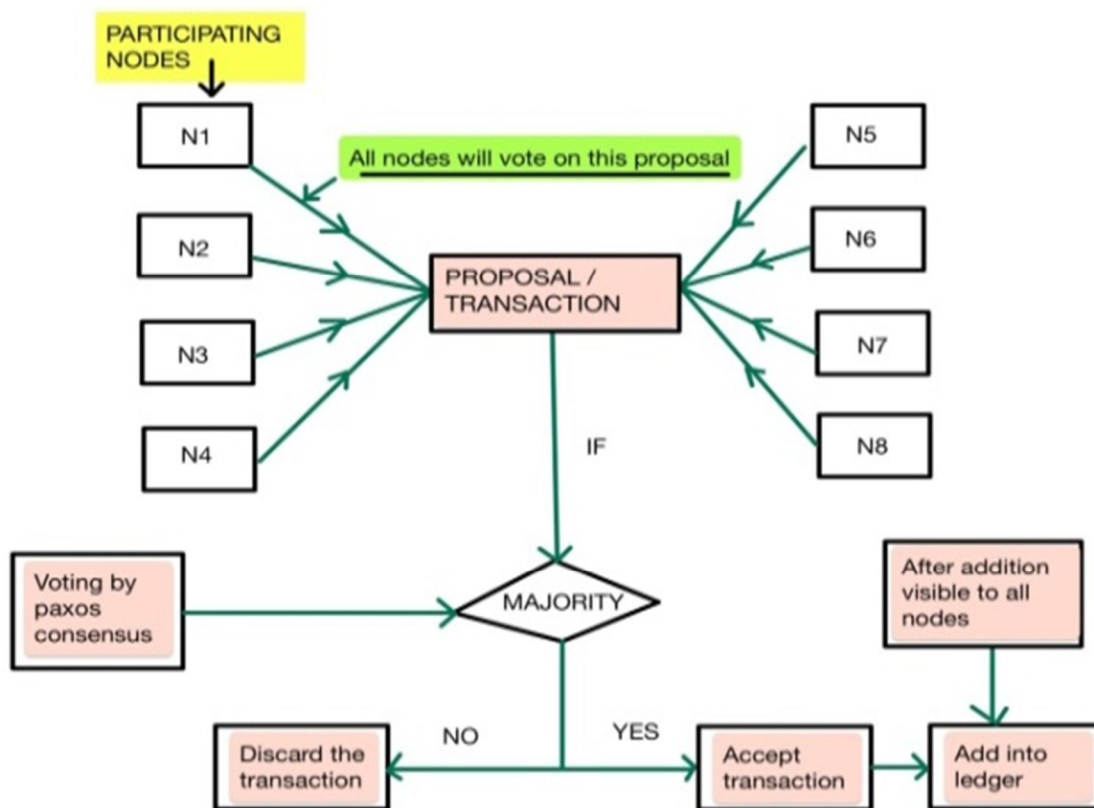 PARTICIPATING
NODES
N1
All nodes will vote on this proposal
N5
N2
N6
PROPOSAL /
TRANSACTION
N3
N7
N4
N8
IF
Voting by
paxos
consensus
MAJORITY
After addition
visible to all
nodes
NO
YES
Discard the
transaction
Accept
transaction
Add into
ledger